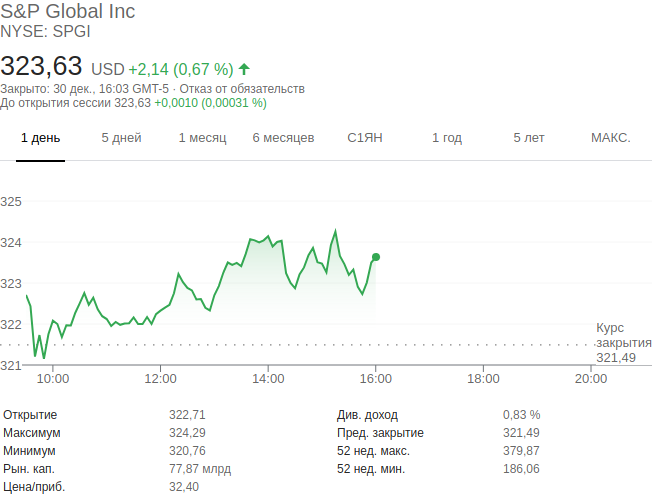 S&P Global Inc
NYSE: SPGI
323,63 USD +2,14 (0,67 %)
Закрыто: 30 дек., 16:03 GMT-5 · Отказ от обязательств
До открытия сессии 323,63 +0,0010 (0,00031 %)
1 день 5 дней 1 месяц 6 месяцев С1ЯН 1 год 5 лет МАКС.
325
324
323
322
Курс
закрытия
321,49
321
10:00 12:00 14:00 16:00 18:00 20:00
Открытие 322,71 Див. доход 0,83 %
Максимум 324,29 Пред. закрытие 321,49
Минимум 320,76 52 нед. макс. 379,87
Рын. кап. 77,87 млрд 52 нед. мин. 186,06
Цена/приб. 32,40